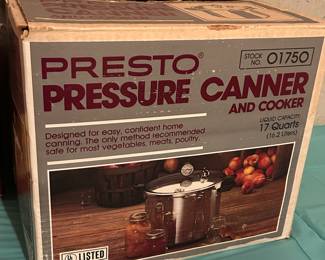 STOCK NO. 01750
PRESTO®
PRESSURE CANNER
AND COOKER
LIQUID CAPACITY
17 Quarts
(16.2 Liters)
Designed for easy, confident home
canning. The only method recommended
safe for most vegetables, meats, poultry.
LISTED